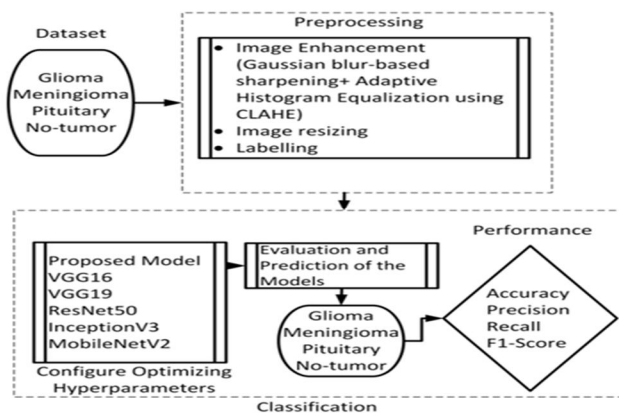 Dataset
Glioma
Meningioma
Pituitary
No-tumor
Preprocessing
• Image Enhancement
(Gaussian blur-based
sharpening+ Adaptive
Histogram Equalization using
CLAHE)
• Image resizing
• Labelling
Proposed Model
VGG16
VGG19
ResNet50
InceptionV3
MobileNetV2
Configure Optimizing
Hyperparameters
Evaluation and
Prediction of the
Models
Glioma
Meningioma
Pituitary
No-tumor
Performance
Accuracy
Precision
Recall
F1-Score
Classification